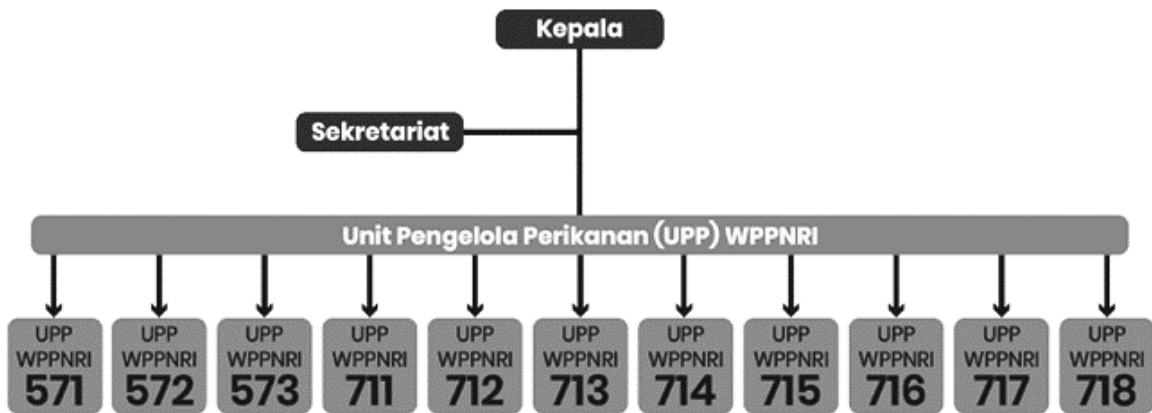 Kepala
Sekretariat
Unit Pengelola Perikanan (UPP) WPPNRI
UPP
WPPNRI
571
UPP
WPPNRI
572
UPP
WPPNRI
573
UPP
WPPNRI
711
UPP
WPPNRI
712
UPP
WPPNRI
713
UPP
WPPNRI
714
UPP
WPPNRI
715
UPP
WPPNRI
716
UPP
WPPNRI
717
UPP
WPPNRI
718